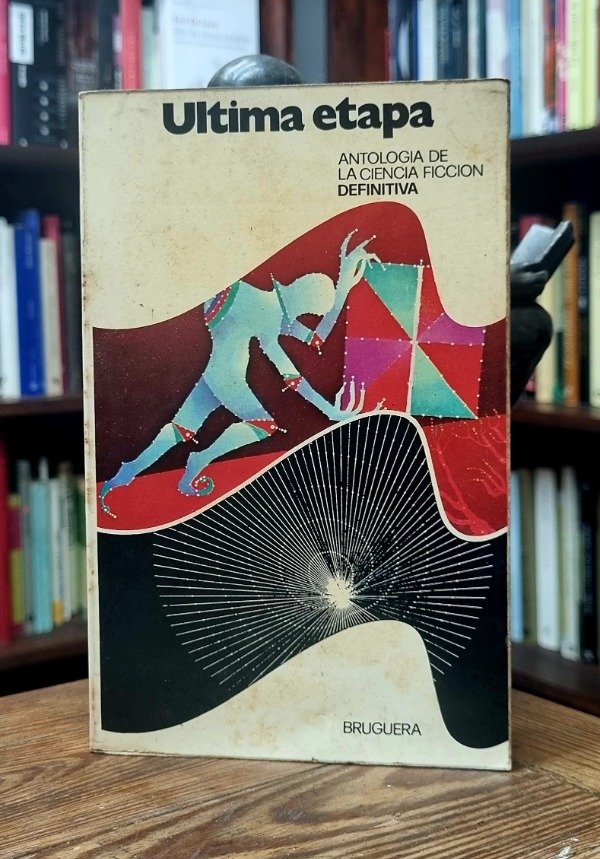 Ultima etapa
ANTOLOGIA DE
LA CIENCIA FICCION
DEFINITIVA
BRUGUERA